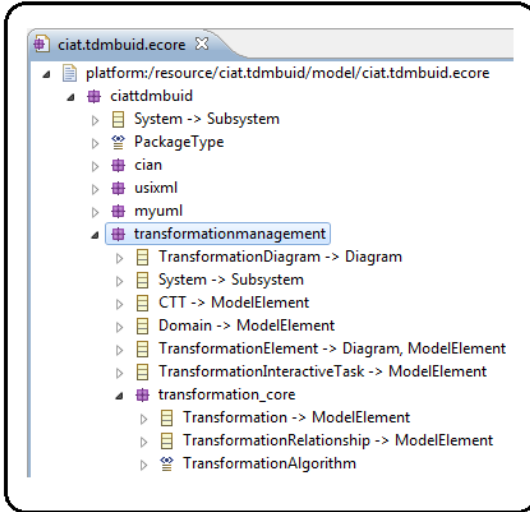 ciat.tdmbuid.ecore
platform:/resource/ciat.tdmbuid/model/ciat.tdmbuid.ecore
ciattdmbuid
System -> Subsystem
PackageType
cian
usixml
myuml
transformationmanagement
TransformationDiagram -> Diagram
System -> Subsystem
CTT -> ModelElement
Domain -> ModelElement
TransformationElement -> Diagram, ModelElement
TransformationInteractiveTask -> ModelElement
transformation_core
Transformation -> ModelElement
TransformationRelationship -> ModelElement
TransformationAlgorithm